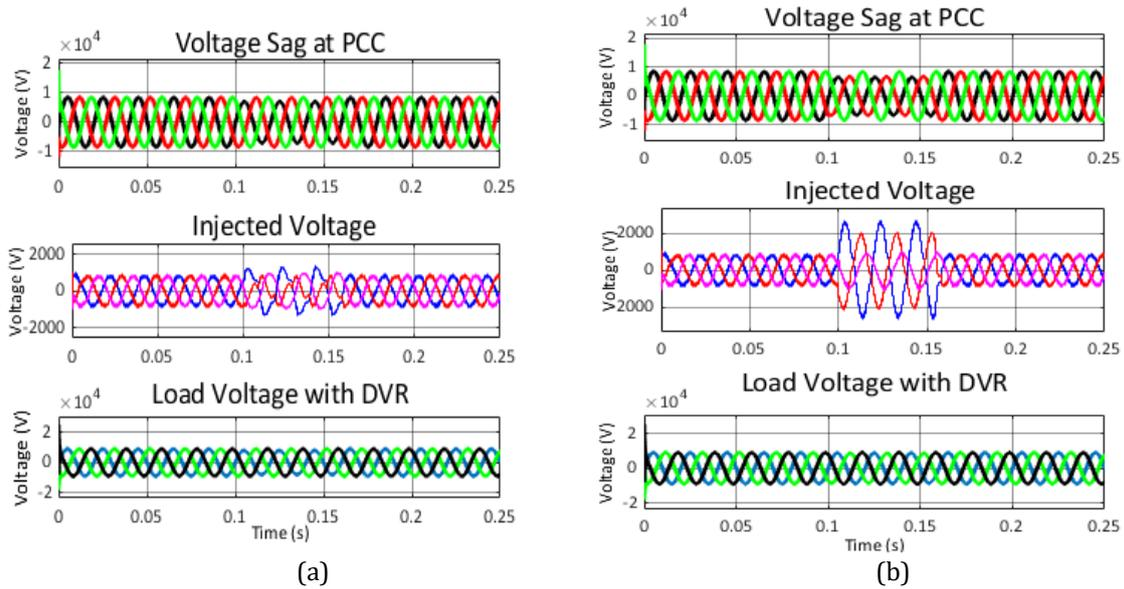 Voltage Sag at PCC
×10⁴
Voltage (V)
2
1
0
-1
0 0.05 0.1 0.15 0.2 0.25
Injected Voltage
Voltage (V)
2000
0
-2000
0 0.05 0.1 0.15 0.2 0.25
Load Voltage with DVR
×10⁴
Voltage (V)
2
0
-2
0 0.05 0.1 0.15 0.2 0.25
Time (s)
(a)
Voltage Sag at PCC
×10⁴
Voltage (V)
2
1
0
-1
0 0.05 0.1 0.15 0.2 0.25
Injected Voltage
Voltage (V)
2000
0
2000
0 0.05 0.1 0.15 0.2 0.25
Load Voltage with DVR
×10⁴
Voltage (V)
2
0
-2
0 0.05 0.1 0.15 0.2 0.25
Time (s)
(b)